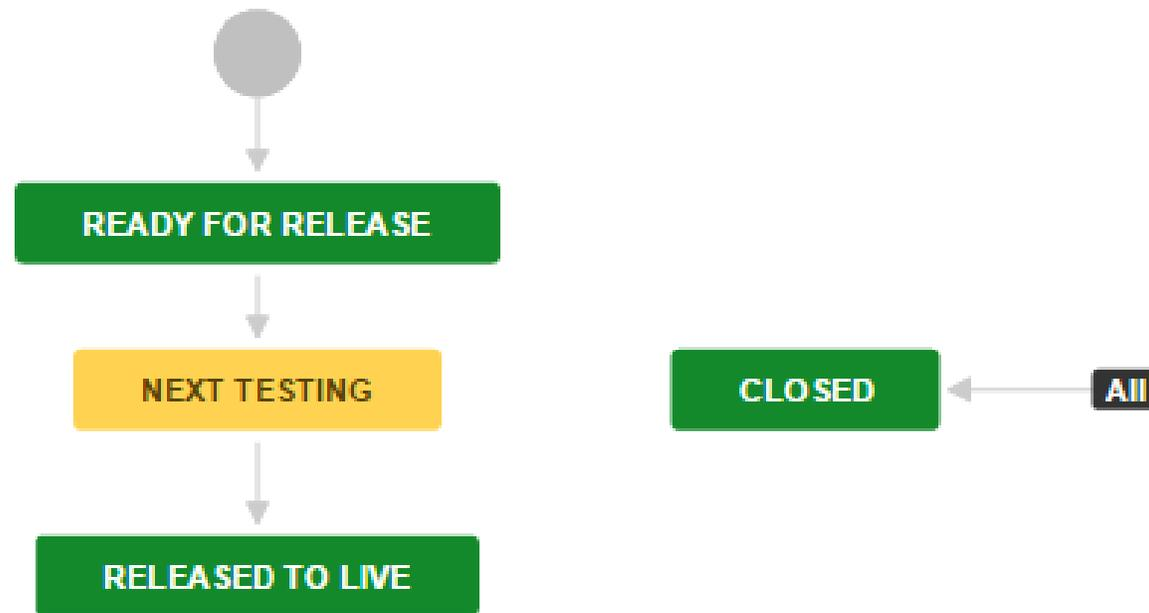 READY FOR RELEASE
NEXT TESTING
CLOSED
All
RELEASED TO LIVE